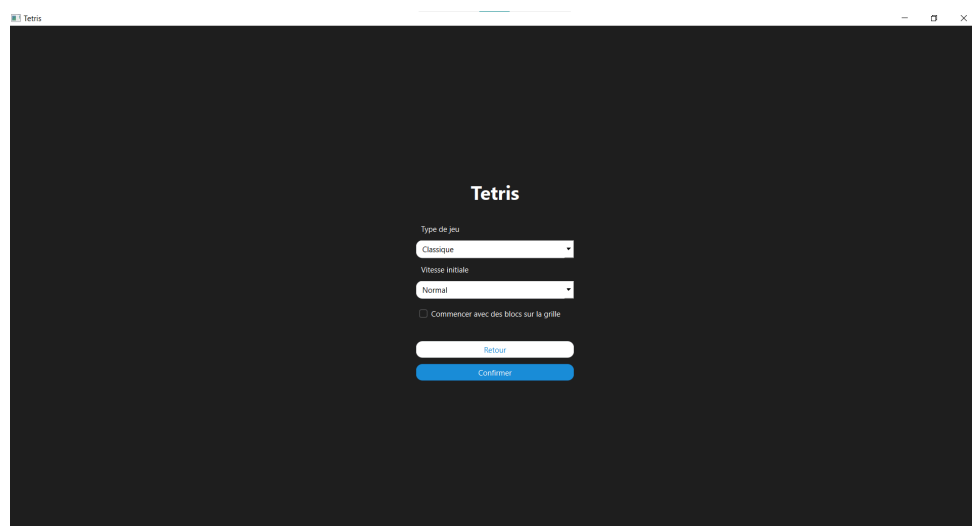 Tetris
Tetris
Type de jeu
Classique
Vitesse initiale
Normal
Commencer avec des blocs sur la grille
Retour
Confirmer